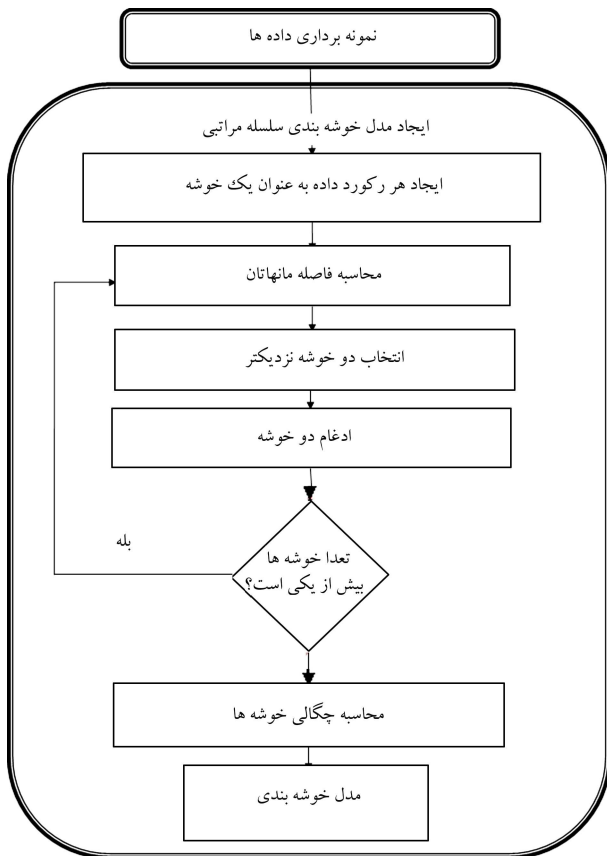 نمونه برداری داده ها
ایجاد مدل خوشه بندی سلسله مراتبی
ایجاد هر رکورد داده به عنوان یک خوشه
محاسبه فاصله مانهاتان
انتخاب دو خوشه نزدیکتر
ادغام دو خوشه
بله
تعدا خوشه ها
بیش از یکی است؟
محاسبه چگالی خوشه ها
مدل خوشه بندی